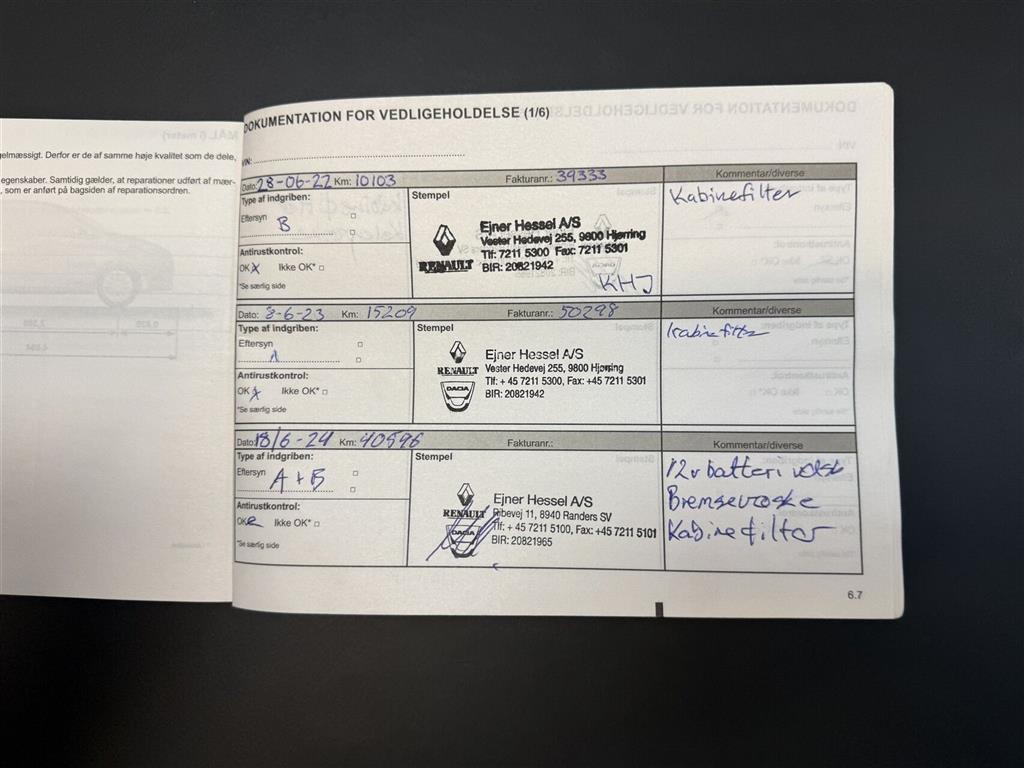 elmæssigt. Derfor er de af samme høje kvalitet som de dele,
egenskaber. Samtidig gælder, at reparationer udført af mær-
, som er anført på bagsiden af reparationsordren.
DOKUMENTATION FOR VEDLIGEHOLDELSE (1/6)
VIN:
Dato: 28-06-22 Km: 10103 Fakturanr.: 39333 Kommentar/diverse
Type af indgriben:
Eftersyn B
Antirustkontrol:
OK X Ikke OK*
*Se særlig side
Stempel
RENAULT
Ejner Hessel A/S
Vester Hedevej 255, 9800 Hjørring
Tlf: 7211 5300 Fax: 7211 5301
BIR: 20821942
KHJ
Kabinefilter
Dato: 8-6-23 Km: 15209 Fakturanr.: 50298 Kommentar/diverse
Type af indgriben:
Eftersyn
A
Antirustkontrol:
OK X Ikke OK*
*Se særlig side
Stempel
RENAULT
DACIA
Ejner Hessel A/S
Vester Hedevej 255, 9800 Hjørring
Tlf: + 45 7211 5300, Fax: +45 7211 5301
BIR: 20821942
Kabinefilter
Dato: 18/6-24 Km: 40596 Fakturanr.: Kommentar/diverse
Type af indgriben:
Eftersyn A+B
Antirustkontrol:
OK Ikke OK*
*Se særlig side
Stempel
RENAULT
DACIA
Ejner Hessel A/S
Ribevej 11, 8940 Randers SV
Tlf: + 45 7211 5100, Fax: +45 7211 5101
BIR: 20821965
12v batteri
Bremsevæske
Kabinefilter
6.7